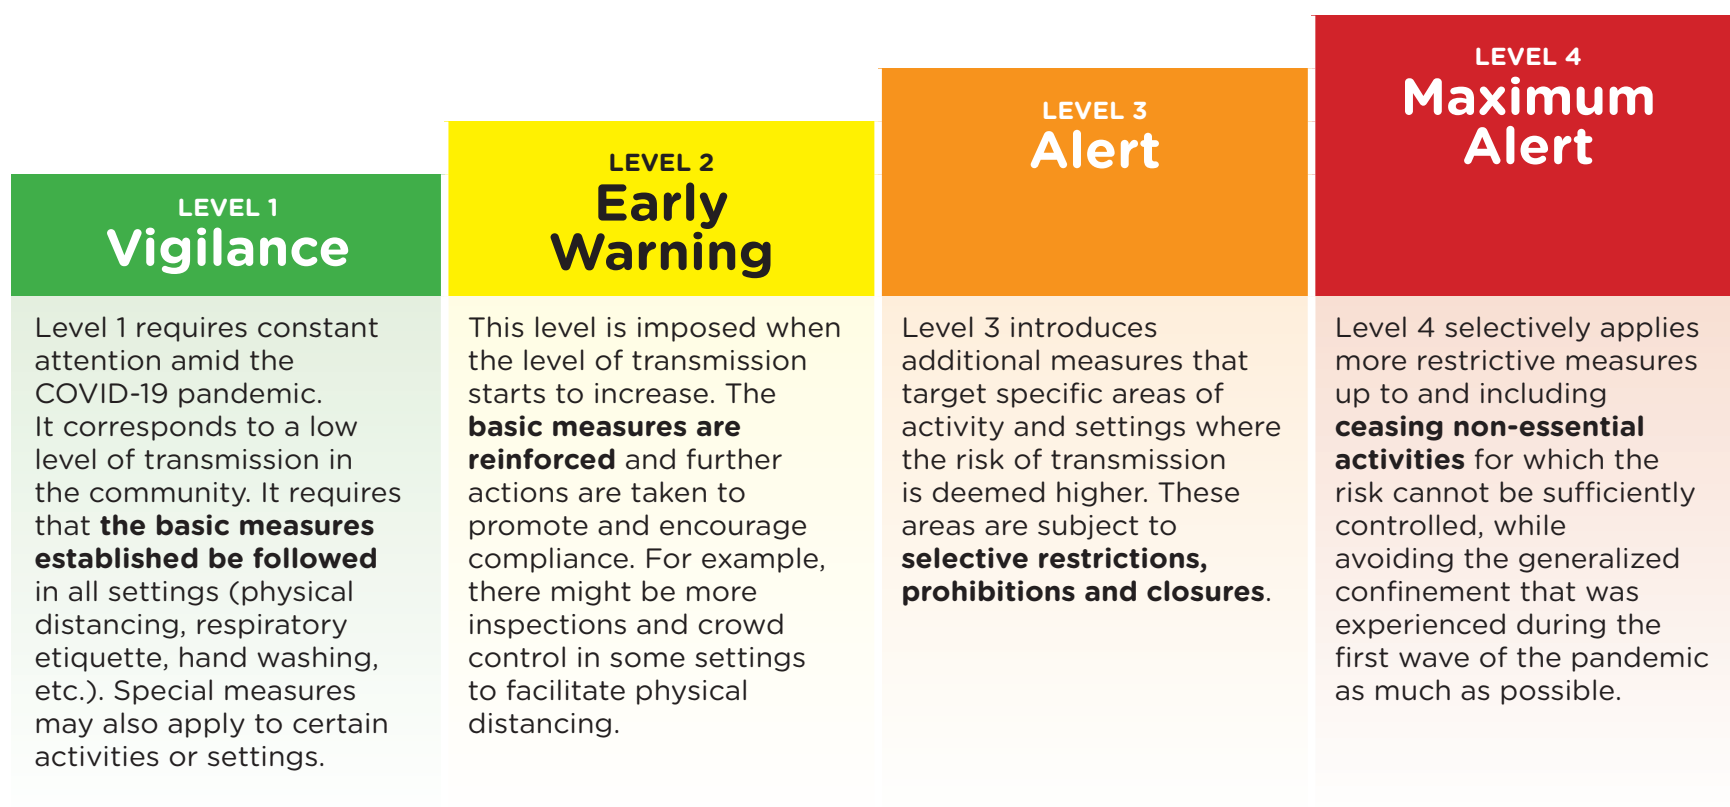 LEVEL 1
Vigilance
Level 1 requires constant
attention amid the
COVID-19 pandemic.
It corresponds to a low
level of transmission in
the community. It requires
that the basic measures
established be followed
in all settings (physical
distancing, respiratory
etiquette, hand washing,
etc.). Special measures
may also apply to certain
activities or settings.
LEVEL 2
Early
Warning
This level is imposed when
the level of transmission
starts to increase. The
basic measures are
reinforced and further
actions are taken to
promote and encourage
compliance. For example,
there might be more
inspections and crowd
control in some settings
to facilitate physical
distancing.
LEVEL 3
Alert
Level 3 introduces
additional measures that
target specific areas of
activity and settings where
the risk of transmission
is deemed higher. These
areas are subject to
selective restrictions,
prohibitions and closures.
LEVEL 4
Maximum
Alert
Level 4 selectively applies
more restrictive measures
up to and including
ceasing non-essential
activities for which the
risk cannot be sufficiently
controlled, while
avoiding the generalized
confinement that was
experienced during the
first wave of the pandemic
as much as possible.